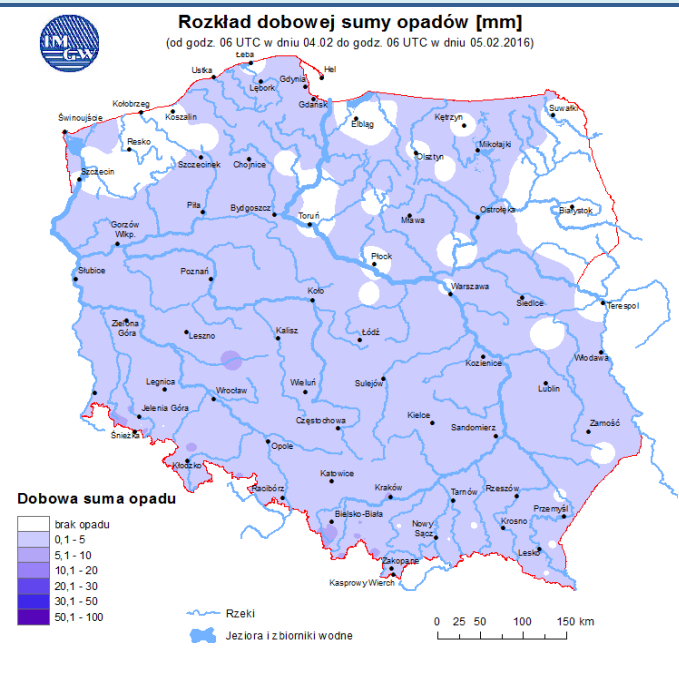 Rozkład dobowej sumy opadów [mm]
(od godz. 06 UTC w dniu 04.02 do godz. 06 UTC w dniu 05.02.2016)
IM
GW
Łeba
Hel
Ustka
Gdynia
Lębork
Gdańsk
Kołobrzeg
Koszalin
Świnoujście
Elbląg
Kętrzyn
Suwałki
Resko
Mikołajki
Olsztyn
Szczecinek
Chojnice
Szczecin
Piła
Bydgoszcz
Toruń
Mława
Ostrołęka
Białystok
Gorzów
Wlkp.
Płock
Słubice
Poznań
Warszawa
Siedlce
Terespol
Koło
Zielona
Góra
Leszno
Kalisz
Łódź
Kozienice
Włodawa
Legnica
Wrocław
Wieluń
Sulejów
Lublin
Jelenia Góra
Kielce
Częstochowa
Sandomierz
Zamość
Śnieżka
Opole
Kłodzko
Katowice
Racibórz
Kraków
Tarnów
Rzeszów
Bielsko-Biała
Przemyśl
Nowy
Sącz
Krosno
Lesko
Zakopane
Kasprowy Wierch
Dobowa suma opadu
brak opadu
0,1 - 5
5,1 - 10
10,1 - 20
20,1 - 30
30,1 - 50
50,1 - 100
Rzeki
Jeziora i zbiorniki wodne
0 25 50 100 150 km